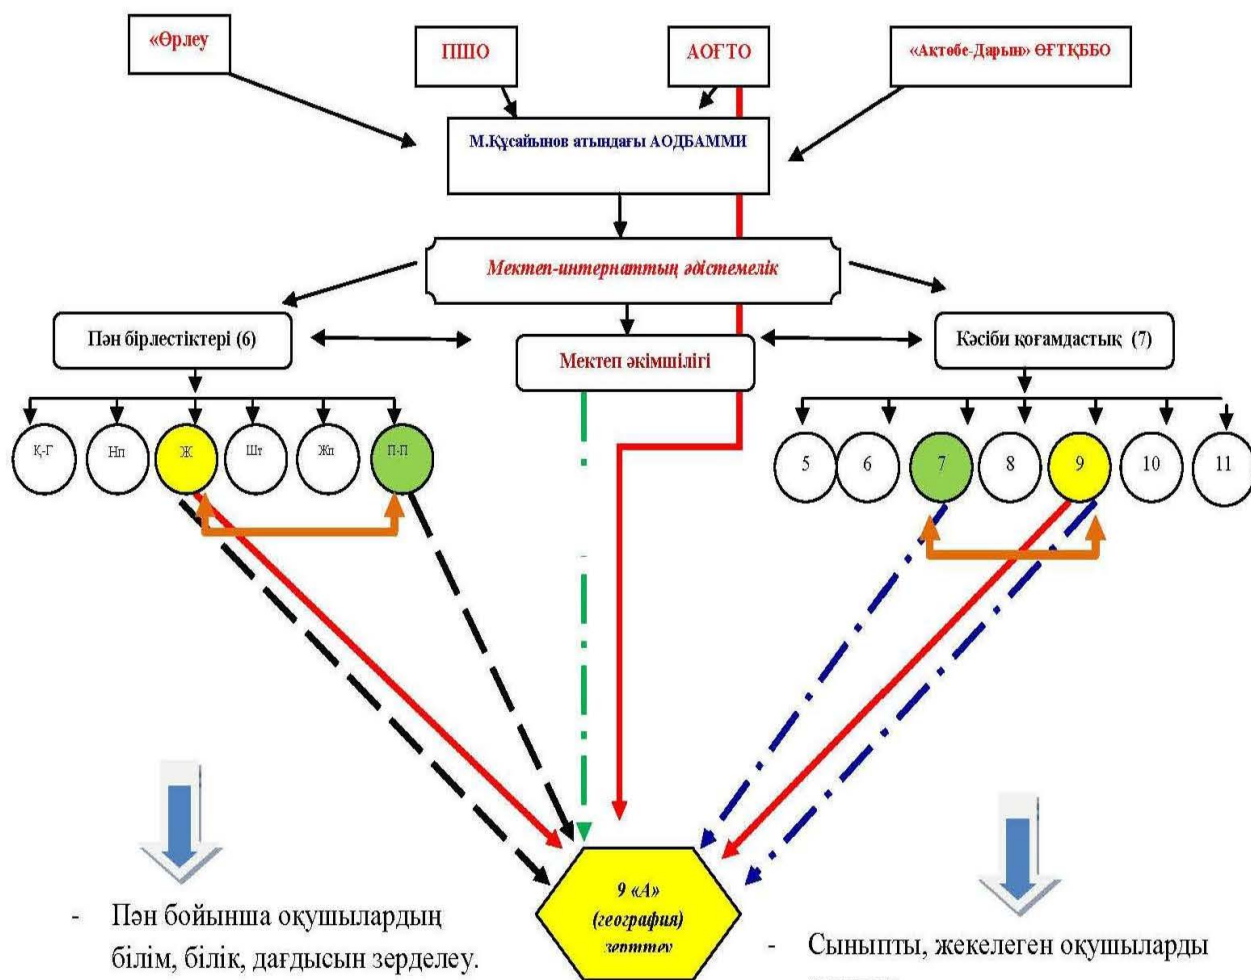 «Өрлеу
ПШО
АОҒТО
«Ақтөбе-Дарын» ӨҒТҚББО
М.Құсайынов атындағы АОДБАММИ
Мектеп-интернаттың әдістемелік
Пән бірлестіктері (6)
Мектеп әкімшілігі
Кәсіби қоғамдастық (7)
Қ-Г
Нп
Ж
Шт
Жп
П-П
5
6
7
8
9
10
11
9 «А»
(география)
зерттеу
- Пән бойынша оқушылардың
білім, білік, дағдысын зерделеу.
- Сыныпты, жекелеген оқушыларды